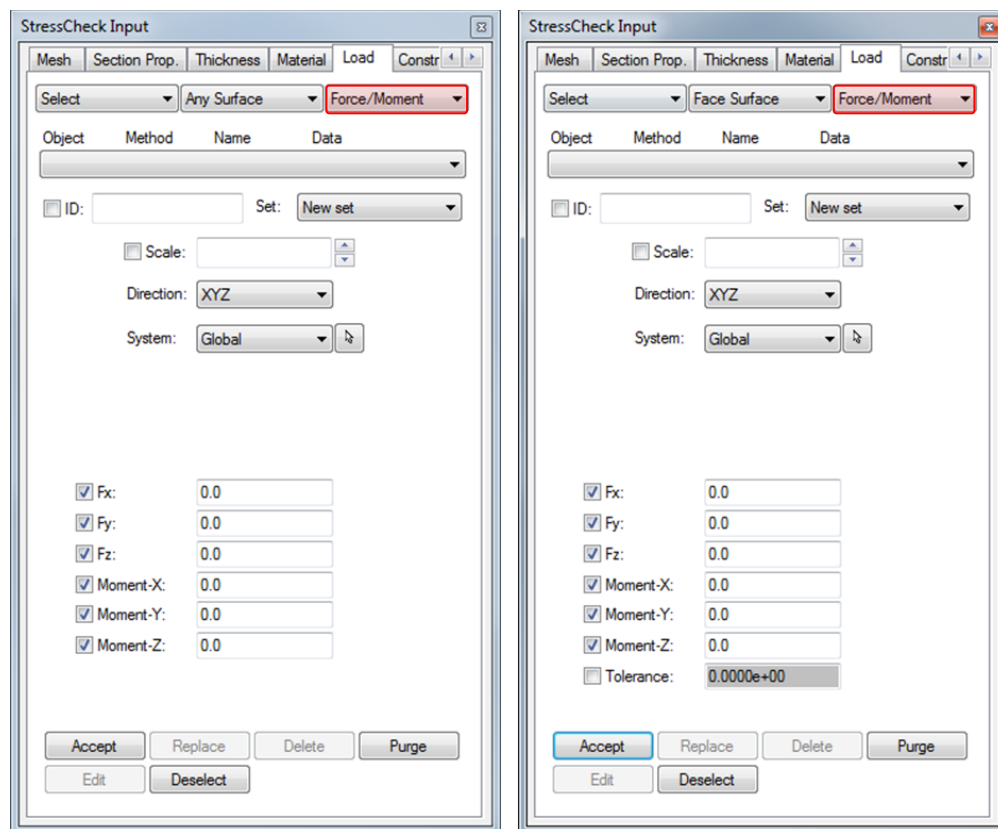 StressCheck Input
Mesh Section Prop. Thickness Material Load Constr
Select Any Surface Force/Moment
Object Method Name Data
ID: Set: New set
Scale:
Direction: XYZ
System: Global
Fx: 0.0
Fy: 0.0
Fz: 0.0
Moment-X: 0.0
Moment-Y: 0.0
Moment-Z: 0.0
Accept Replace Delete Purge
Edit Deselect
StressCheck Input
Mesh Section Prop. Thickness Material Load Constr
Select Face Surface Force/Moment
Object Method Name Data
ID: Set: New set
Scale:
Direction: XYZ
System: Global
Fx: 0.0
Fy: 0.0
Fz: 0.0
Moment-X: 0.0
Moment-Y: 0.0
Moment-Z: 0.0
Tolerance: 0.0000e+00
Accept Replace Delete Purge
Edit Deselect